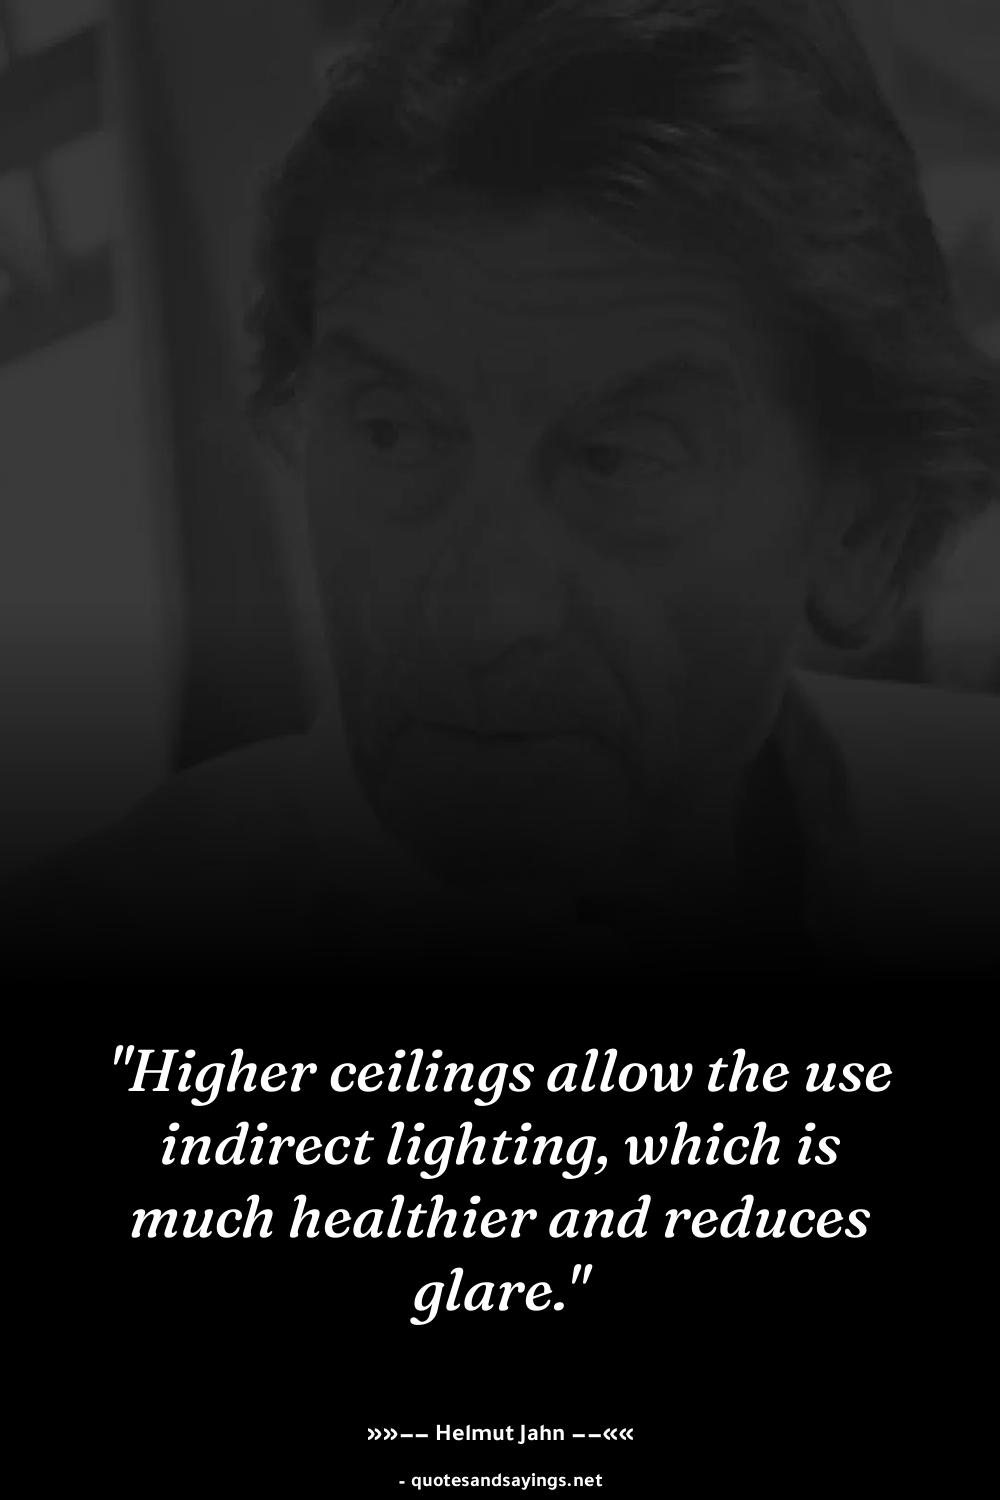 "Higher ceilings allow the use
indirect lighting, which is
much healthier and reduces
glare."
»»–– Helmut Jahn ––««
- quotesandsayings.net